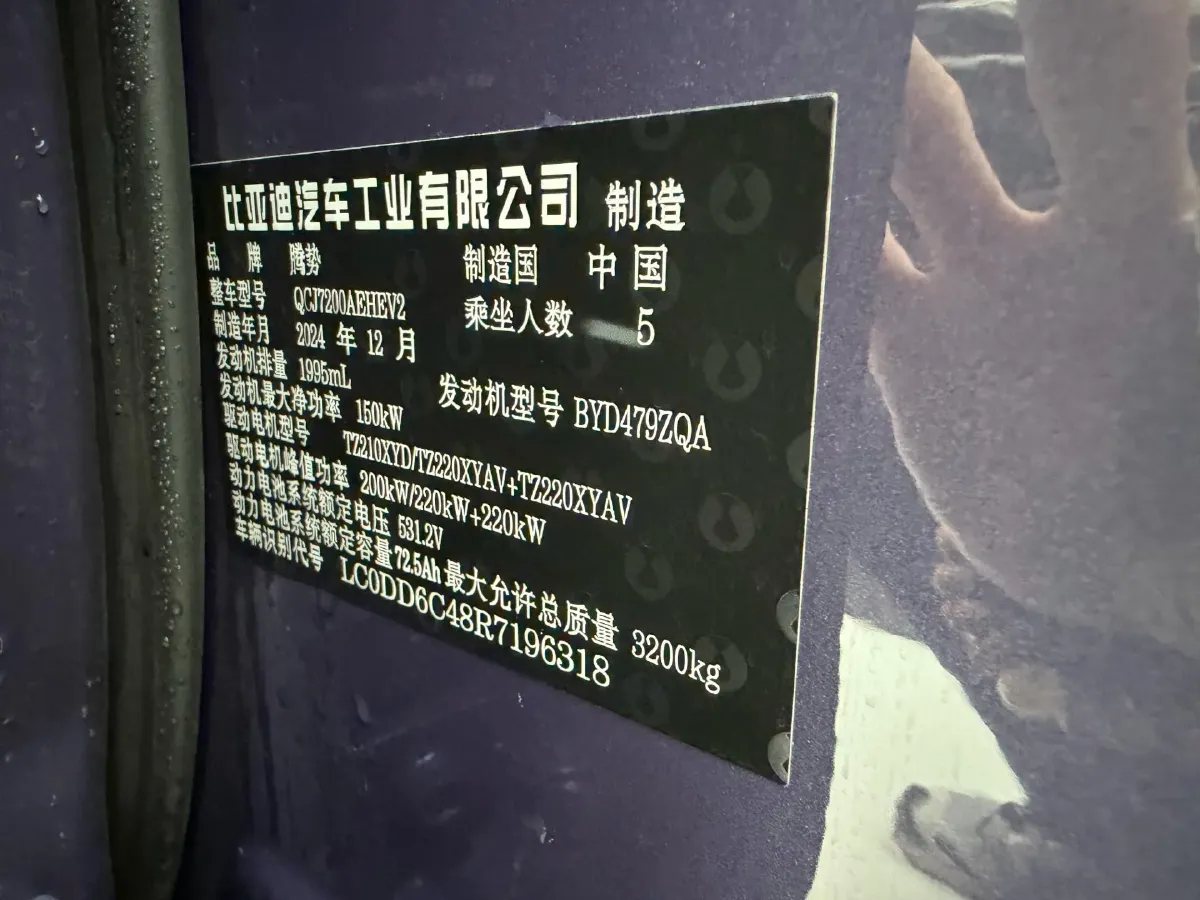 比亚迪汽车工业有限公司 制造
品 牌 腾势 制造国 中国
整车型号 QCJ7200AEHEV2 乘坐人数 5
制造年月 2024 年 12 月
发动机排量 1995mL 发动机型号 BYD479ZQA
发动机最大净功率 150kW
驱动电机型号 TZ210XYD/TZ220XYAV+TZ220XYAV
驱动电机峰值功率 200kW/220kW+220kW
动力电池系统额定电压 531.2V
动力电池系统额定容量 72.5Ah 最大允许总质量 3200kg
车辆识别代号 LC0DD6C48R7196318